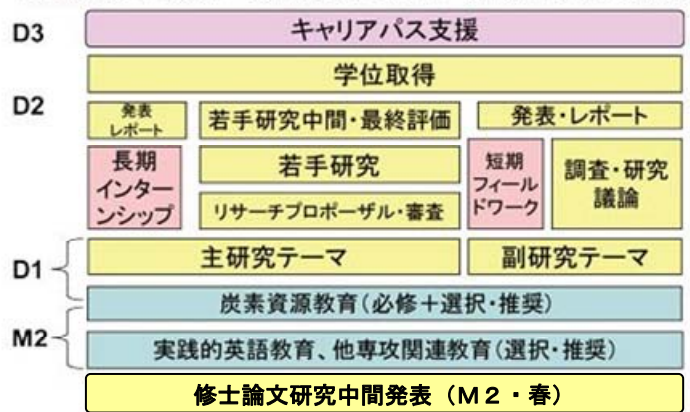 D3
キャリアパス支援
学位取得
D2
発表
レポート
若手研究中間・最終評価
発表・レポート
長期
インター
ンシップ
若手研究
リサーチプロポーザル・審査
短期
フィール
ドワーク
調査・研究
議論
D1
主研究テーマ
副研究テーマ
炭素資源教育(必修+選択・推奨)
M2
実践的英語教育、他専攻関連教育(選択・推奨)
修士論文研究中間発表(M2・春)